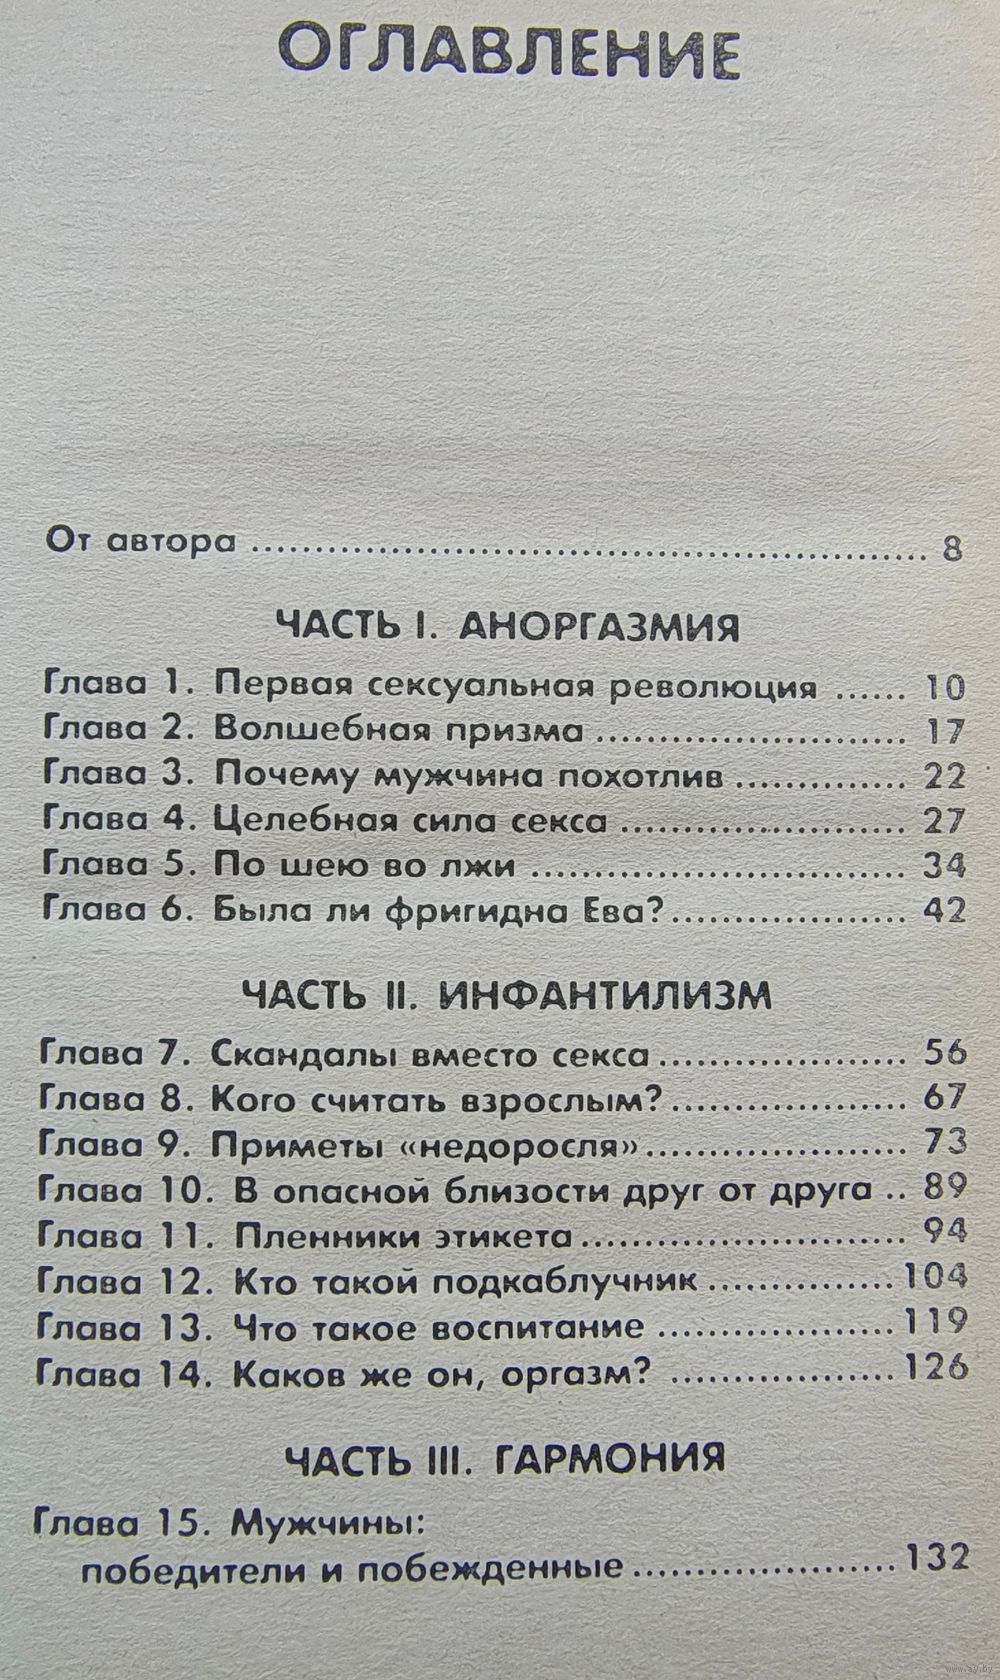 ОГЛАВЛЕНИЕ
От автора ........................................................ 8
ЧАСТЬ I. АНОРГАЗМИЯ
Глава 1. Первая сексуальная революция ...... 10
Глава 2. Волшебная призма ........................... 17
Глава 3. Почему мужчина похотлив ............... 22
Глава 4. Целебная сила секса ......................... 27
Глава 5. По шею во лжи ................................. 34
Глава 6. Была ли фригидна Ева? .................... 42
ЧАСТЬ II. ИНФАНТИЛИЗМ
Глава 7. Скандалы вместо секса ..................... 56
Глава 8. Кого считать взрослым? .................... 67
Глава 9. Приметы «недоросля» ....................... 73
Глава 10. В опасной близости друг от друга .. 89
Глава 11. Пленники этикета ............................ 94
Глава 12. Кто такой подкаблучник ................ 104
Глава 13. Что такое воспитание .................... 119
Глава 14. Каков же он, оргазм? ................... 126
ЧАСТЬ III. ГАРМОНИЯ
Глава 15. Мужчины:
победители и побежденные ....................... 132
www.ay.by